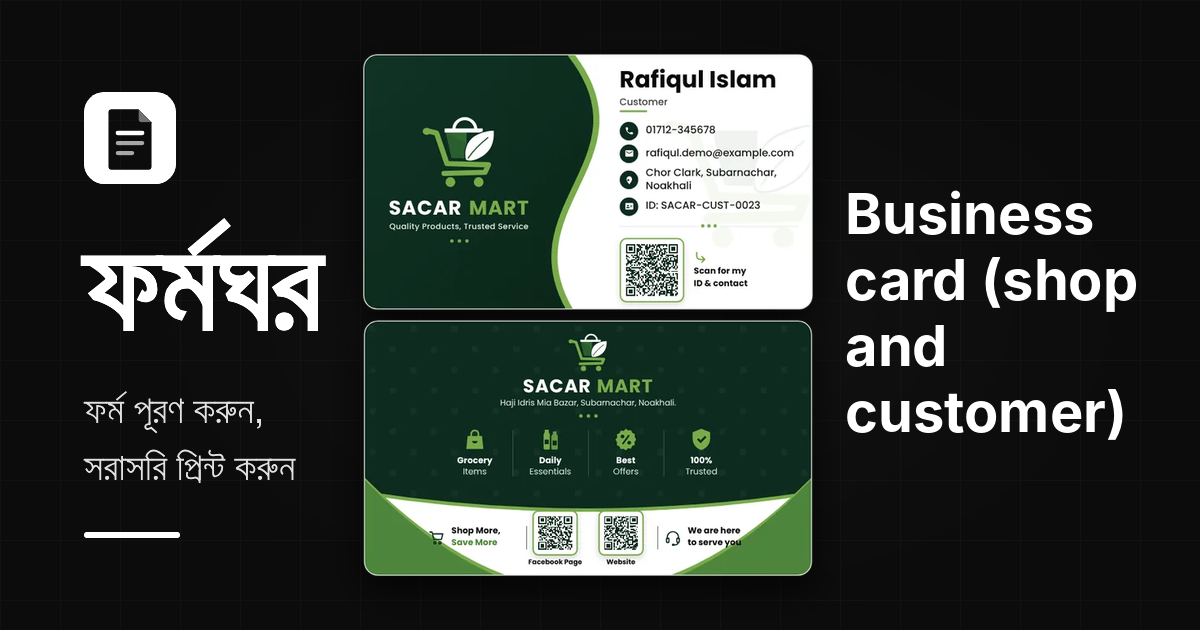 ফর্মঘর
ফর্ম পূরণ করুন,
সরাসরি প্রিন্ট করুন
SACAR MART
Quality Products, Trusted Service
Rafiqul Islam
Customer
01712-345678
rafiqul.demo@example.com
Chor Clark, Subarnachar,
Noakhali
ID: SACAR-CUST-0023
Scan for my
ID & contact
SACAR MART
Haji Idris Mia Bazar, Subarnachar, Noakhali.
Grocery
Items
Daily
Essentials
Best
Offers
100%
Trusted
Shop More,
Save More
Facebook Page
Website
We are here
to serve you
Business
card (shop
and
customer)